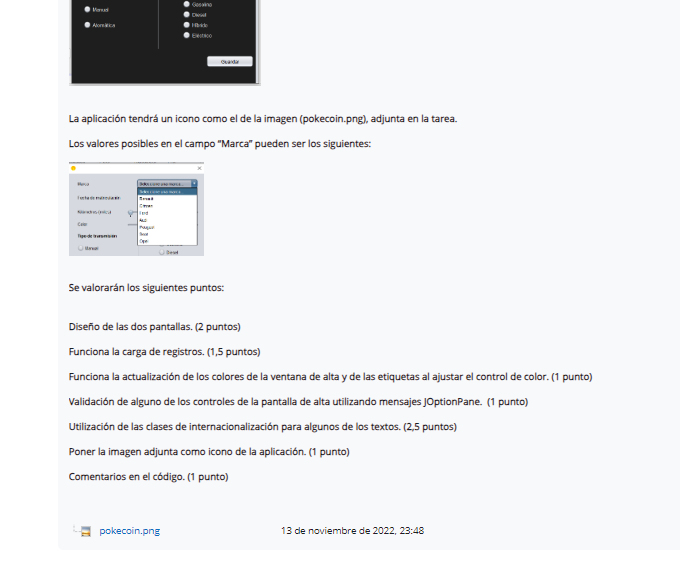 Gasolina
Manual
Diesel
Híbrido
Automática
Eléctrico
Guardar
La aplicación tendrá un icono como el de la imagen (pokecoin.png), adjunta en la tarea.
Los valores posibles en el campo “Marca” pueden ser los siguientes:
Marca
Seleccione una marca...
Seleccione una marca...
Fecha de matriculación
Renault
Citroen
Kilómetros
Ford
Audi
Color
Peugeot
Tipo de transmisión
Seat
Opel
Manual
Diesel
Se valorarán los siguientes puntos:
Diseño de las dos pantallas. (2 puntos)
Funciona la carga de registros. (1,5 puntos)
Funciona la actualización de los colores de la ventana de alta y de las etiquetas al ajustar el control de color. (1 punto)
Validación de alguno de los controles de la pantalla de alta utilizando mensajes JOptionPane. (1 punto)
Utilización de las clases de internacionalización para algunos de los textos. (2,5 puntos)
Poner la imagen adjunta como icono de la aplicación. (1 punto)
Comentarios en el código. (1 punto)
pokecoin.png
13 de noviembre de 2022, 23:48